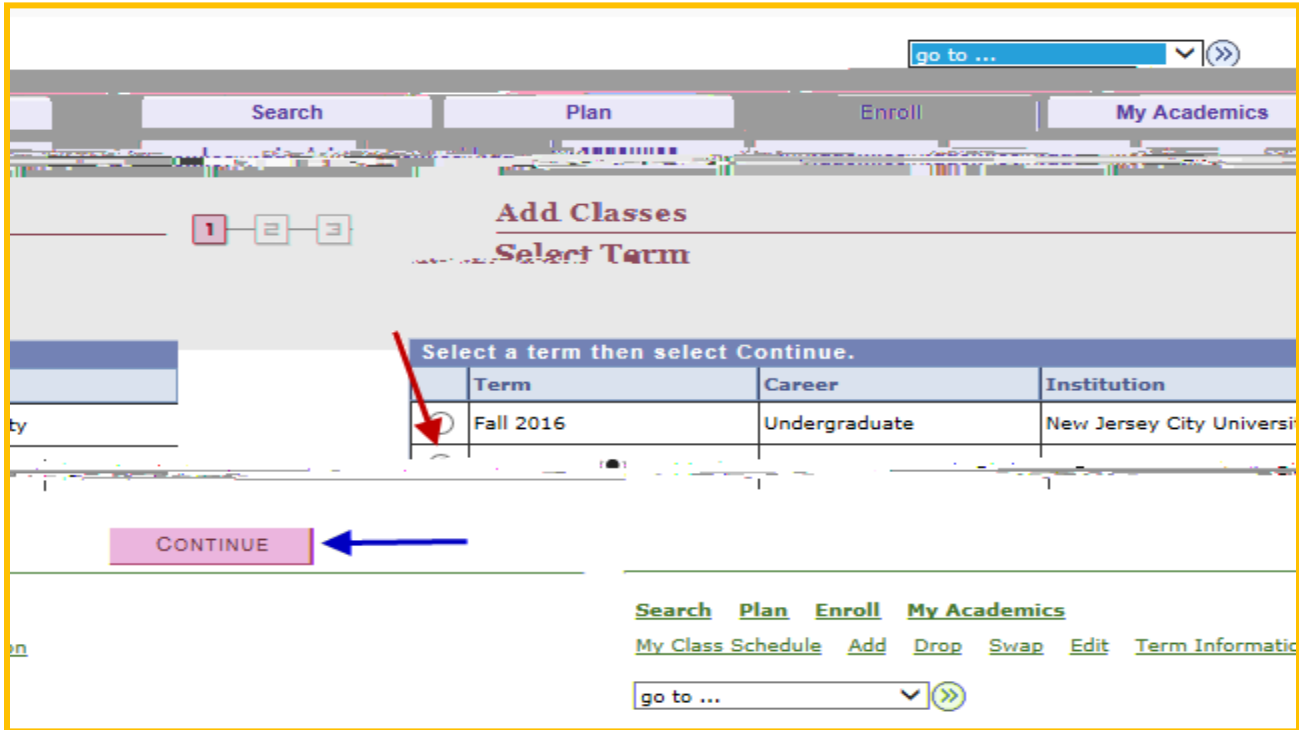 go to ...
Search Plan Enroll My Academics
1 2 3
Add Classes
Select Term
Select a term then select Continue.
Term Career Institution
ty Fall 2016 Undergraduate New Jersey City Universi
CONTINUE
Search Plan Enroll My Academics
on My Class Schedule Add Drop Swap Edit Term Informatio
go to ...